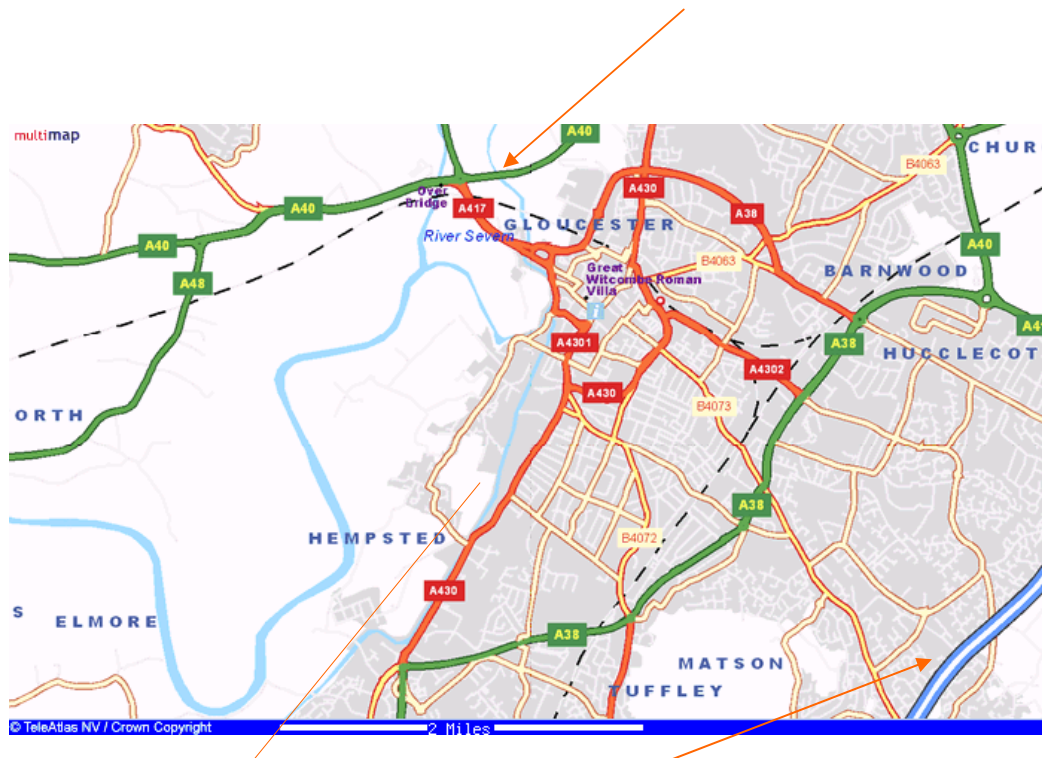 multimap
A40
A430
B4063
CHUR
A40
Over
Bridge
A417
A38
River Severn
GLOUCESTER
A40
A40
B4063
A48
Great
Witcombe Roman
Villa
i
BARNWOOD
A4301
A38
A41
HUCCLECOT
A4302
A430
B4073
ORTH
A38
HEMPSTED
B4072
A430
S
ELMORE
A38
MATSON
TUFFLEY
© TeleAtlas NV / Crown Copyright
2 Miles